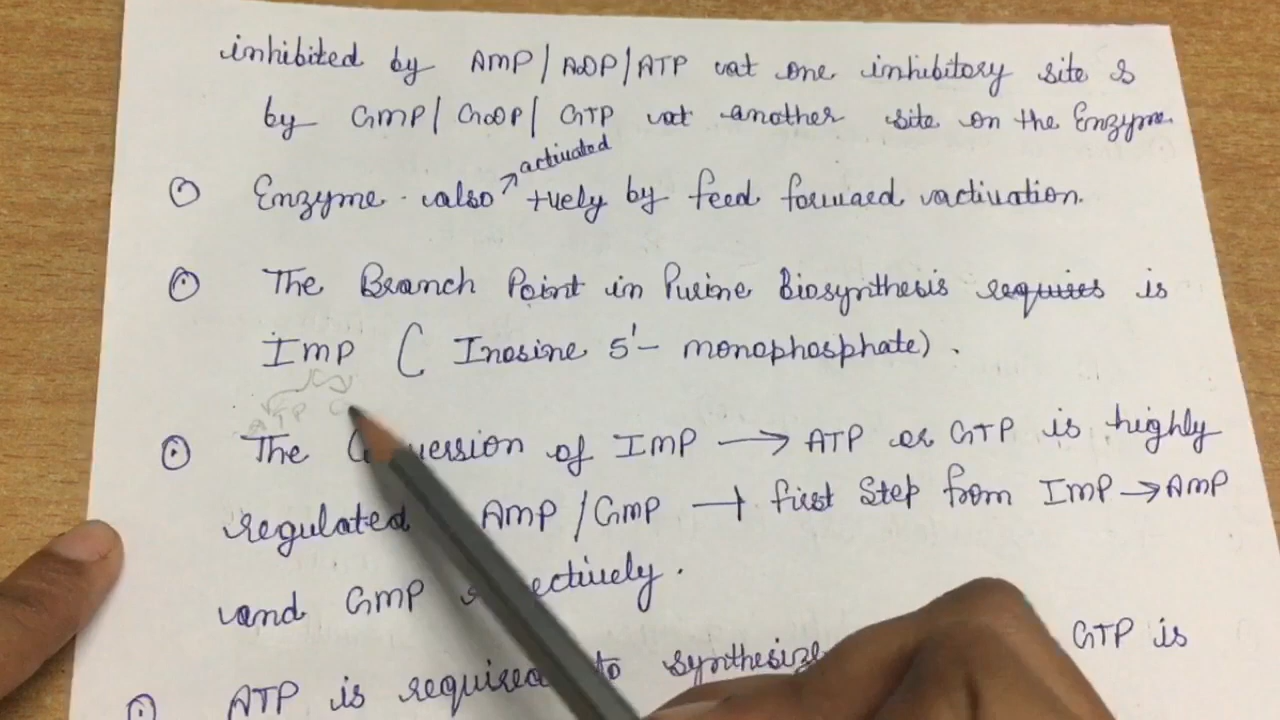 inhibited by AMP/ADP/ATP at one inhibitory site &
by GMP/GDP/GTP at another site on the Enzyme.
activated
Enzyme also ↗ +vely by feed forward activation.
The Branch Point in Purine Biosynthesis requires is
IMP (Inosine 5'- monophosphate).
ATP G
The ersion of IMP → ATP or GTP is highly
regulated AMP/GMP ⊣ first step from IMP → AMP
and GMP ectively.
ATP is required to synthesize GTP is